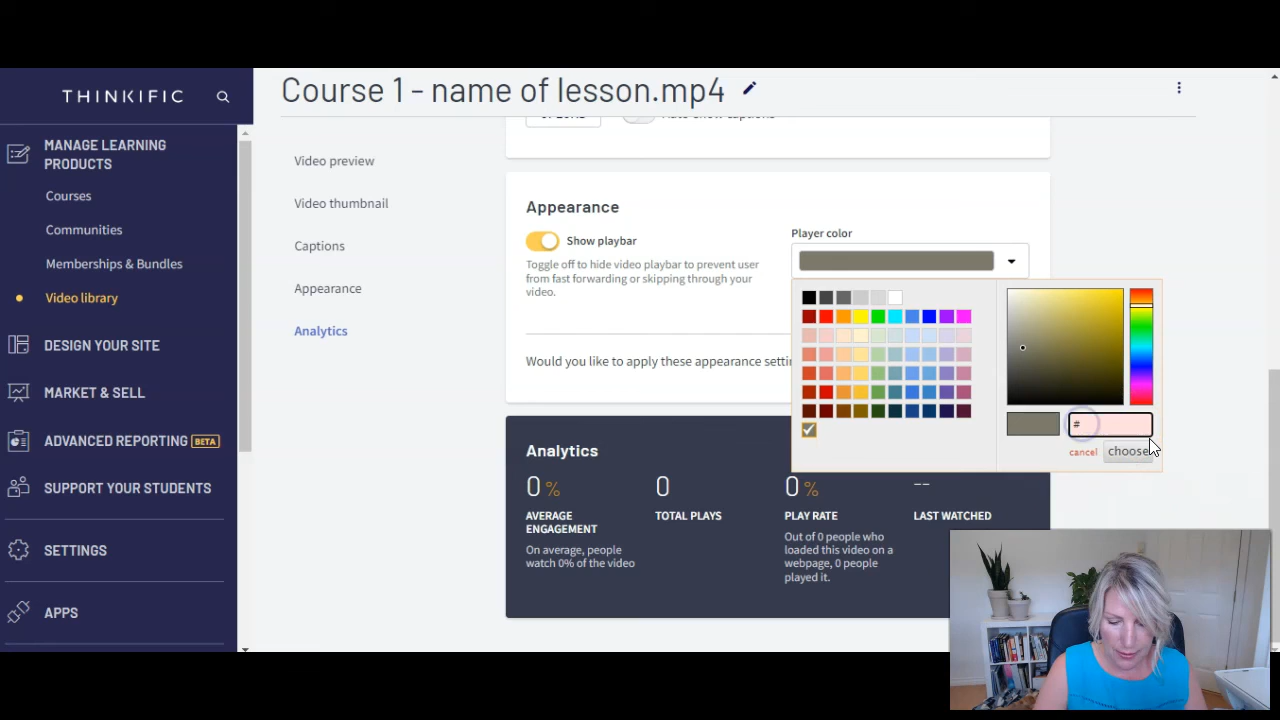 THINKIFIC
Course 1 - name of lesson.mp4
MANAGE LEARNING
PRODUCTS
Courses
Communities
Memberships & Bundles
Video library
DESIGN YOUR SITE
MARKET & SELL
ADVANCED REPORTING BETA
SUPPORT YOUR STUDENTS
SETTINGS
APPS
Video preview
Video thumbnail
Captions
Appearance
Analytics
Appearance
Show playbar
Toggle off to hide video playbar to prevent user
from fast forwarding or skipping through your
video.
Player color
Would you like to apply these appearance setti
#
cancel
choose
Analytics
0 %
AVERAGE
ENGAGEMENT
On average, people
watch 0% of the video
0
TOTAL PLAYS
0 %
PLAY RATE
Out of 0 people who
loaded this video on a
webpage, 0 people
played it.
--
LAST WATCHED